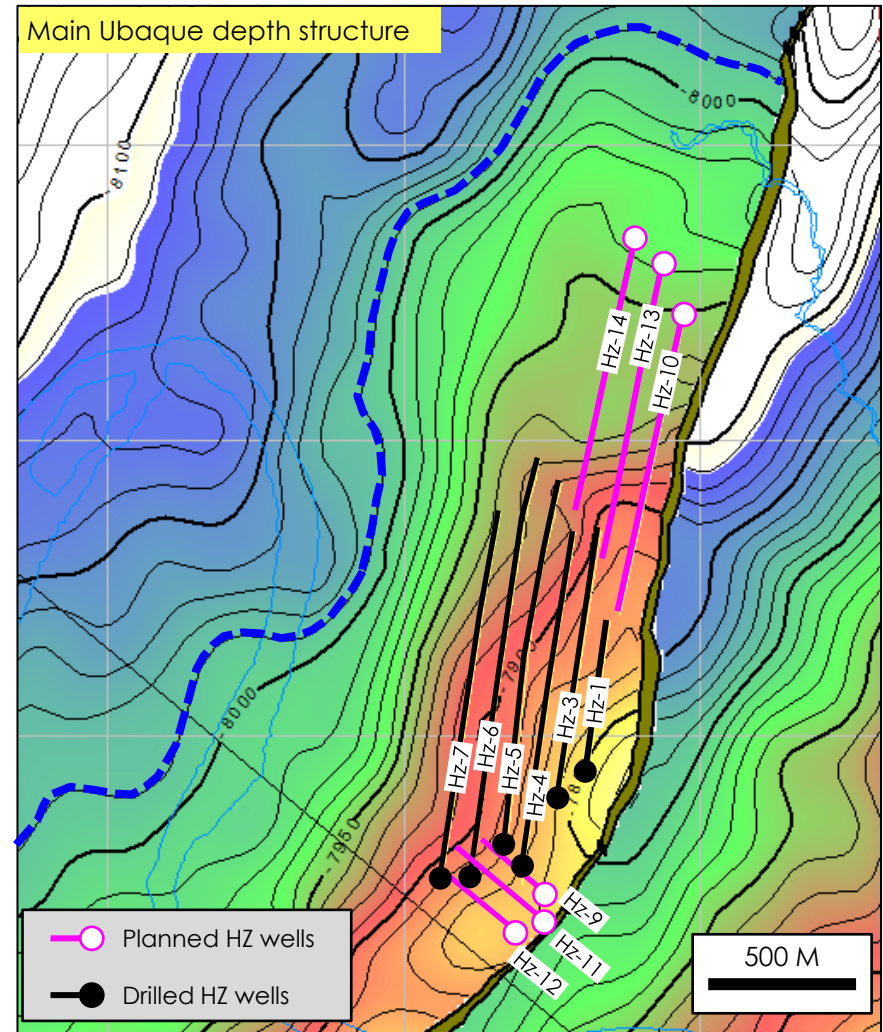 Main Ubaque depth structure
-8000
-8100
Hz-14
Hz-13
Hz-10
-7900
-8000
Hz-7
Hz-6
Hz-5
Hz-4
Hz-3
Hz-1
-78
-7950
Hz-9
Hz-11
Hz-12
Planned HZ wells
Drilled HZ wells
500 M